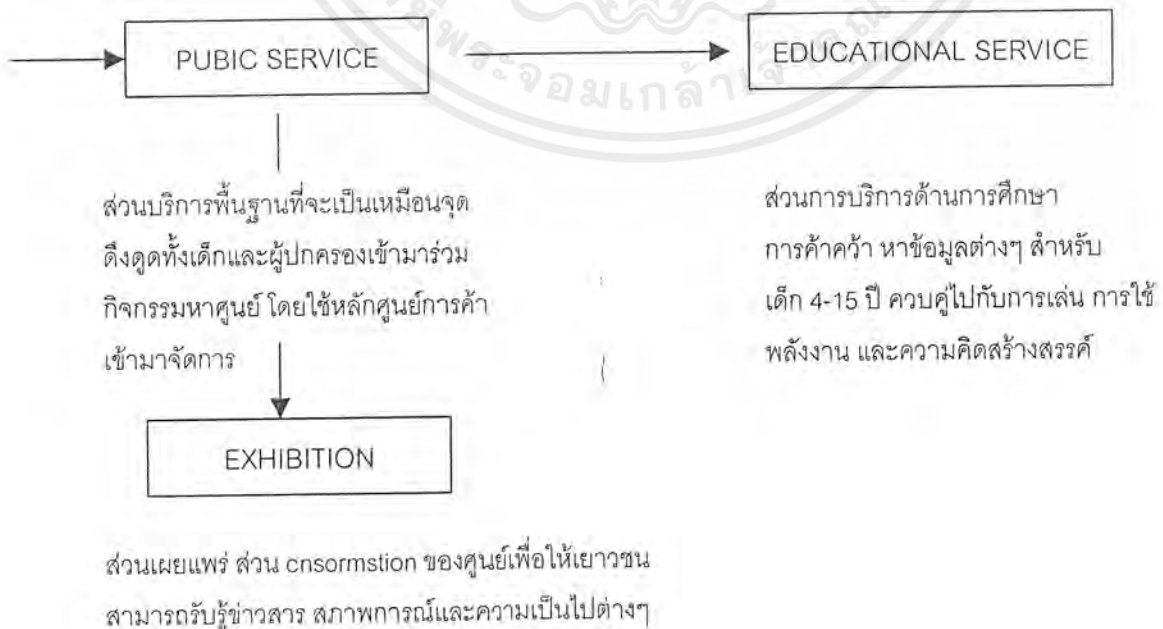 PUBIC SERVICE
EDUCATIONAL SERVICE
ส่วนบริการพื้นฐานที่จะเป็นเหมือนจุด
ดึงดูดทั้งเด็กและผู้ปกครองเข้ามาร่วม
กิจกรรมหาศูนย์ โดยใช้หลักศูนย์การค้า
เข้ามาจัดการ
ส่วนการบริการด้านการศึกษา
การค้าคว้า หาข้อมูลต่างๆ สำหรับ
เด็ก 4-15 ปี ควบคู่ไปกับการเล่น การใช้
พลังงาน และความคิดสร้างสรรค์
EXHIBITION
ส่วนเผยแพร่ ส่วน cnsormstion ของศูนย์เพื่อให้เยาวชน
สามารถรับรู้ข่าวสาร สภาพการณ์และความเป็นไปต่างๆ